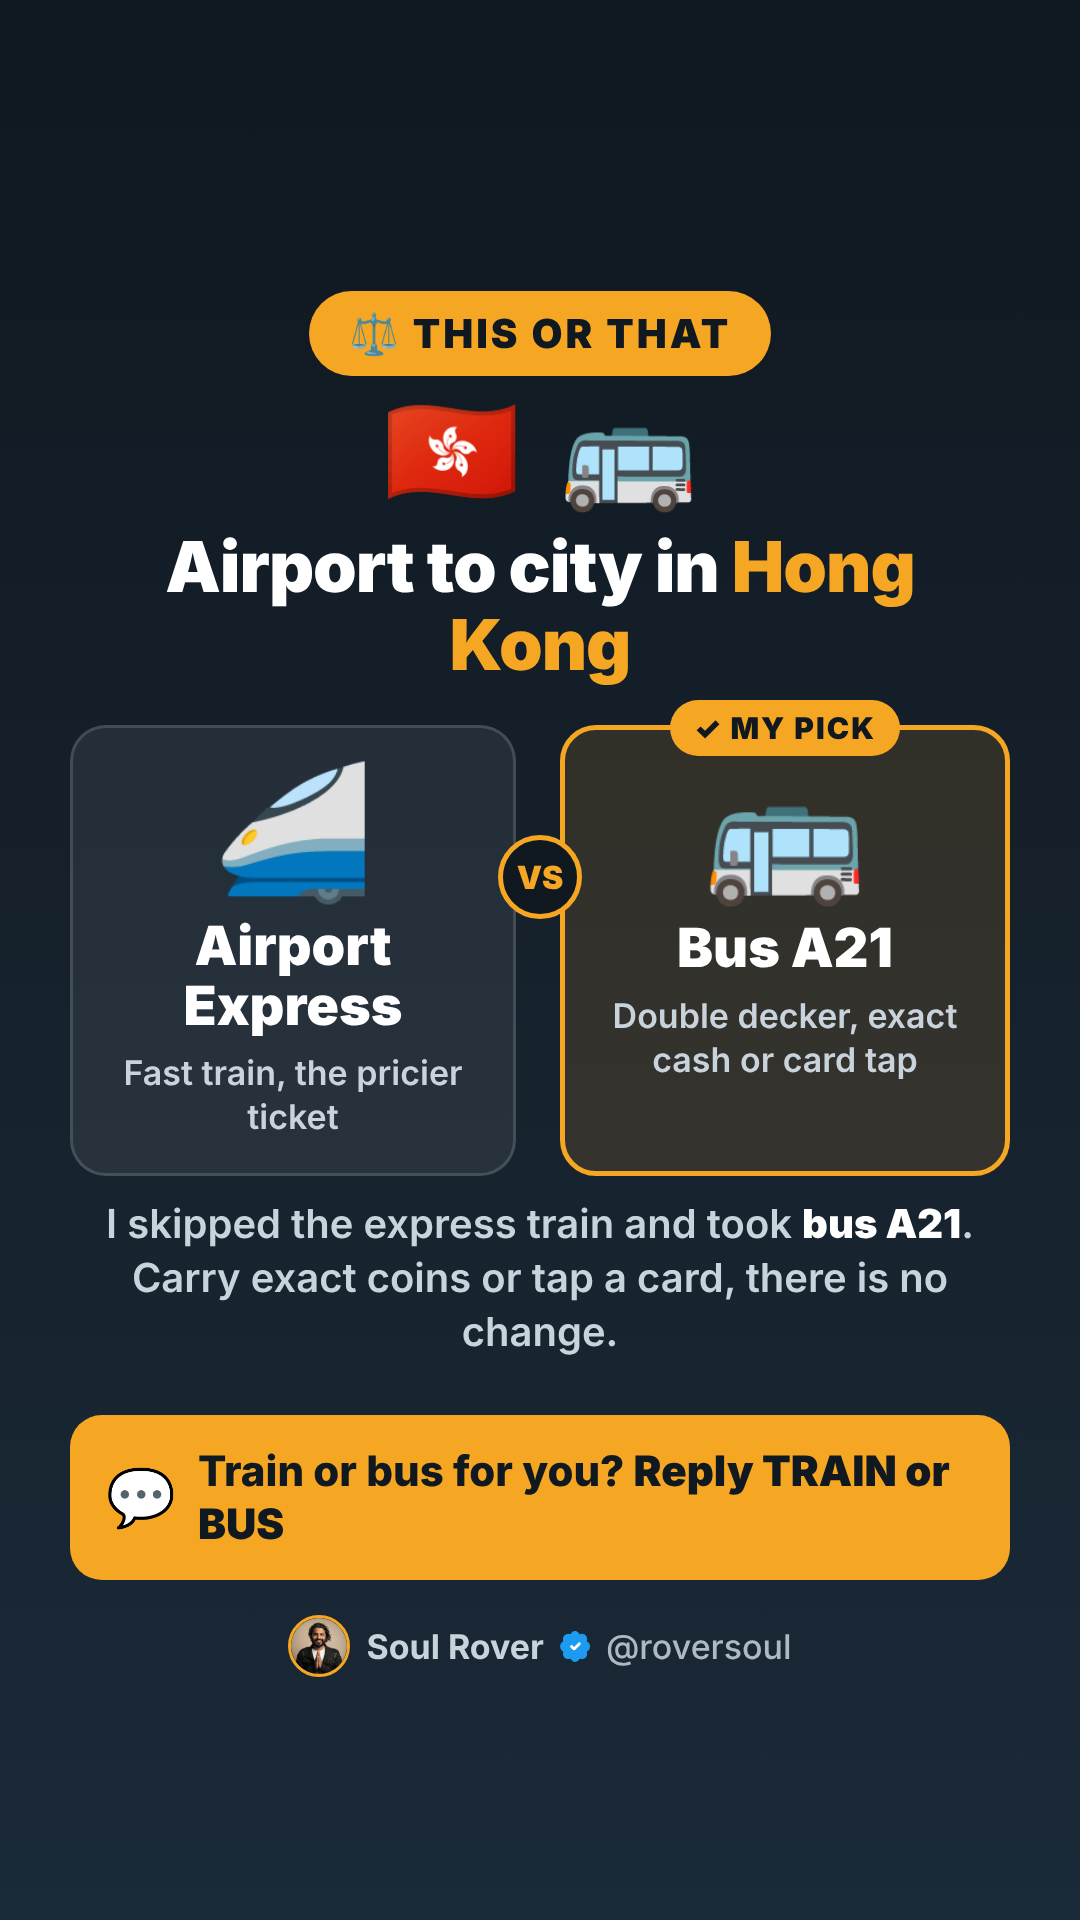 THIS OR THAT
Airport to city in Hong
Kong
MY PICK
VS
Airport
Express
Fast train, the pricier
ticket
Bus A21
Double decker, exact
cash or card tap
I skipped the express train and took bus A21.
Carry exact coins or tap a card, there is no
change.
Train or bus for you? Reply TRAIN or
BUS
Soul Rover @roversoul